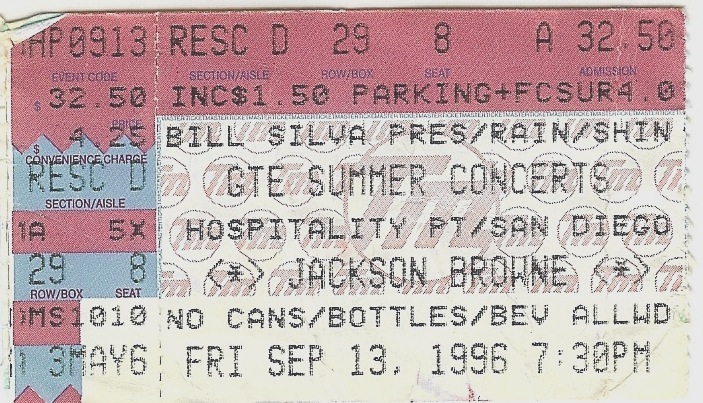 HP0913 RESC D 29 8 A 32.50
EVENT CODE SECTION/AISLE ROW/BOX SEAT ADMISSION
$ 32.50 INC$1.50 PARKING+FCSUR4.0
PRICE
$ 4.25 BILL SILVA PRES/RAIN/SHIN
CONVENIENCE CHARGE
RESC D GTE SUMMER CONCERTS
SECTION/AISLE
1A 5X HOSPITALITY PT/SAN DIEGO
29 8 <*> JACKSON BROWNE <*>
ROW/BOX SEAT
MS1010 NO CANS/BOTTLES/BEV ALLWD
3MAY6 FRI SEP 13, 1996 7:30PM